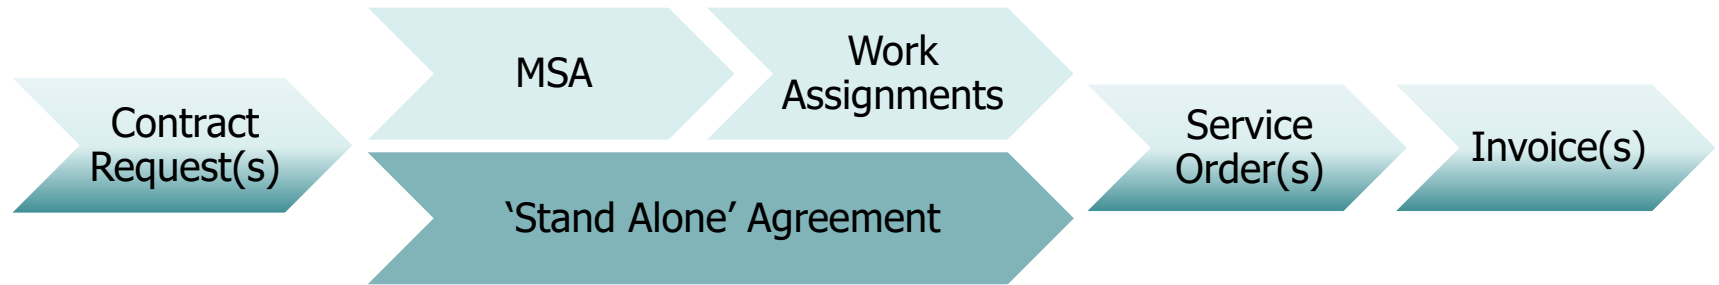 Contract
Request(s)
MSA
Work
Assignments
‘Stand Alone’ Agreement
Service
Order(s)
Invoice(s)